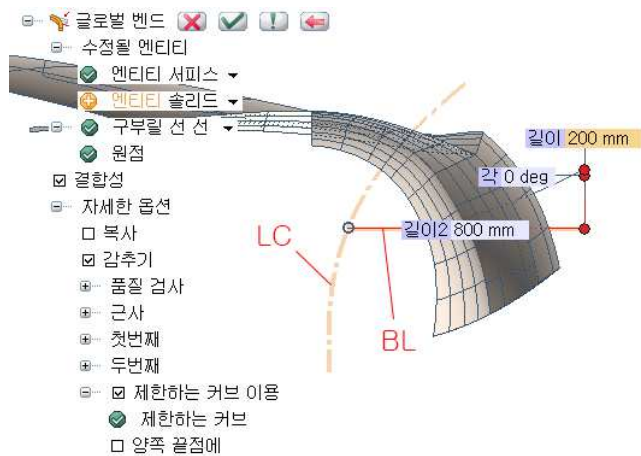 글로벌 벤드
수정될 엔티티
엔티티 서피스
엔티티 솔리드
구부릴 선 선
원점
결합성
자세한 옵션
복사
감추기
품질 검사
근사
첫번째
두번째
제한하는 커브 이용
제한하는 커브
양쪽 끝점에
길이 200 mm
각 0 deg
길이2 800 mm
LC
BL